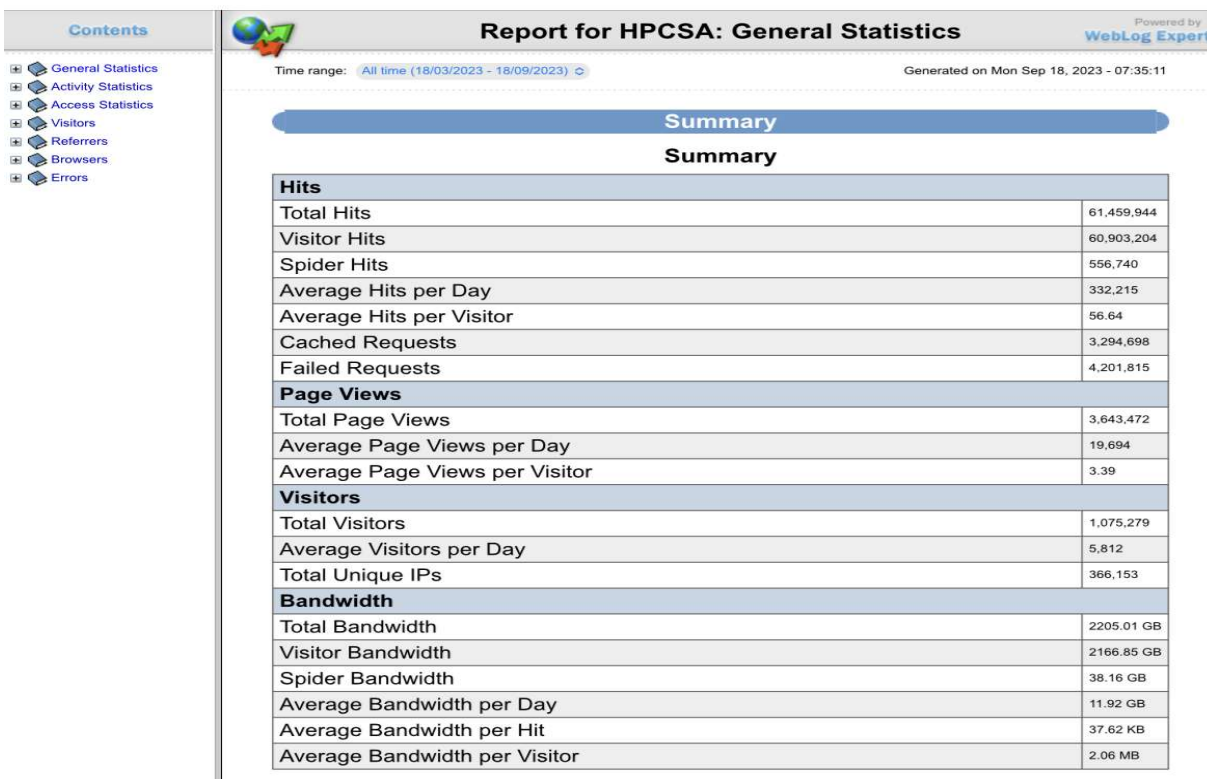 Contents
General Statistics
Activity Statistics
Access Statistics
Visitors
Referrers
Browsers
Errors
Report for HPCSA: General Statistics
Powered by
WebLog Expert
Time range: All time (18/03/2023 - 18/09/2023)
Generated on Mon Sep 18, 2023 - 07:35:11
Summary
Summary
Hits
Total Hits 61,459,944
Visitor Hits 60,903,204
Spider Hits 556,740
Average Hits per Day 332,215
Average Hits per Visitor 56.64
Cached Requests 3,294,698
Failed Requests 4,201,815
Page Views
Total Page Views 3,643,472
Average Page Views per Day 19,694
Average Page Views per Visitor 3.39
Visitors
Total Visitors 1,075,279
Average Visitors per Day 5,812
Total Unique IPs 366,153
Bandwidth
Total Bandwidth 2205.01 GB
Visitor Bandwidth 2166.85 GB
Spider Bandwidth 38.16 GB
Average Bandwidth per Day 11.92 GB
Average Bandwidth per Hit 37.62 KB
Average Bandwidth per Visitor 2.06 MB